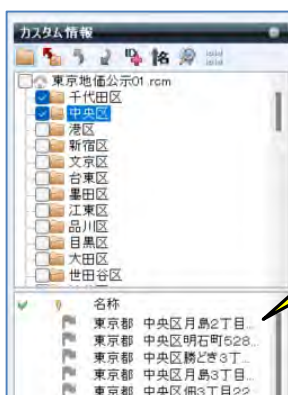 カスタム情報
東京地価公示01.rcm
千代田区
中央区
港区
新宿区
文京区
台東区
墨田区
江東区
品川区
目黒区
大田区
世田谷区
名称
東京都 中央区月島2丁目...
東京都 中央区明石町528...
東京都 中央区勝どき3丁...
東京都 中央区月島3丁目...
東京都 中央区佃3丁目22...